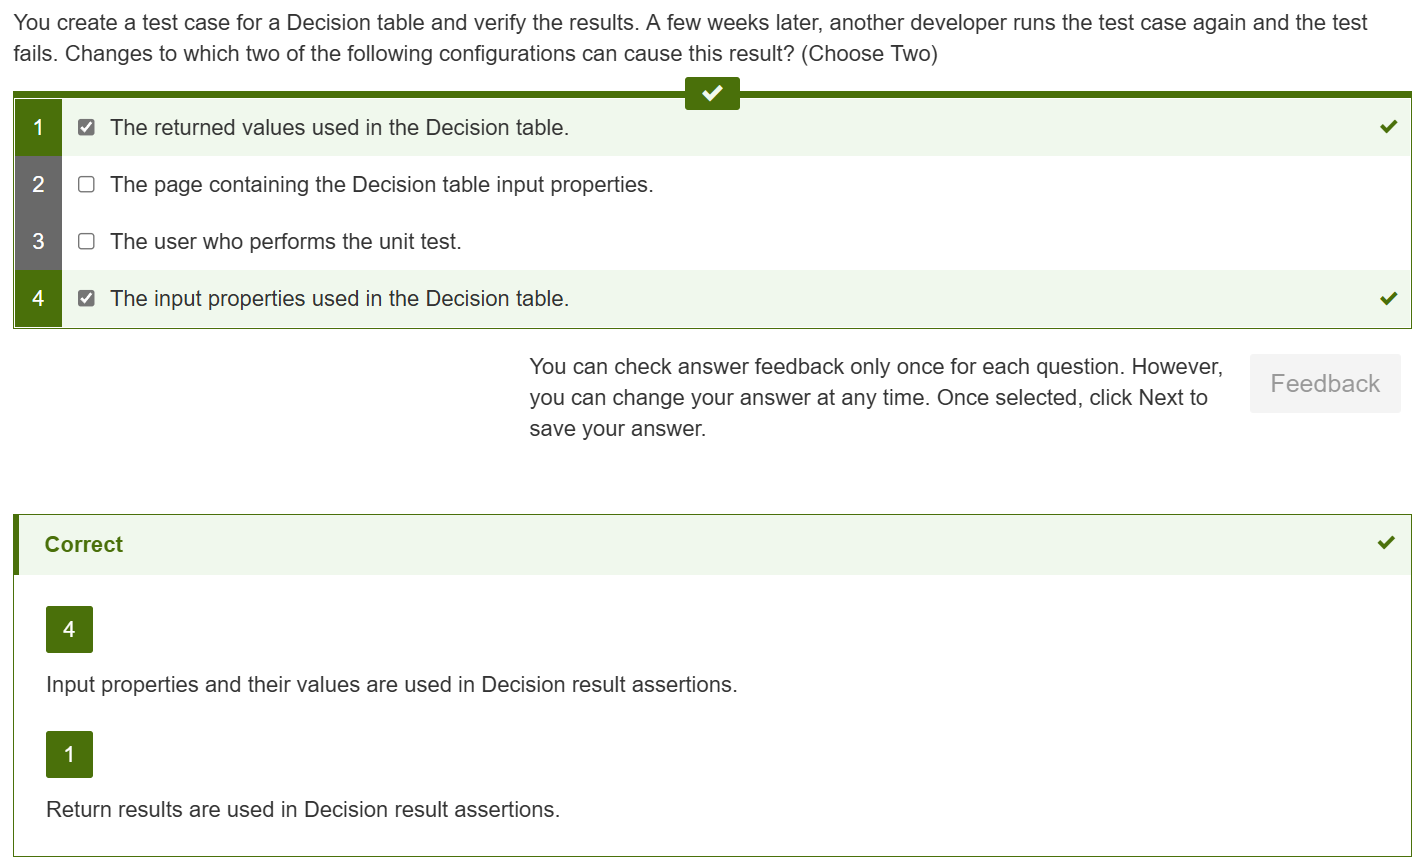 You create a test case for a Decision table and verify the results. A few weeks later, another developer runs the test case again and the test
fails. Changes to which two of the following configurations can cause this result? (Choose Two)
1 The returned values used in the Decision table.
2 The page containing the Decision table input properties.
3 The user who performs the unit test.
4 The input properties used in the Decision table.
You can check answer feedback only once for each question. However,
you can change your answer at any time. Once selected, click Next to
save your answer.
Feedback
Correct
4
Input properties and their values are used in Decision result assertions.
1
Return results are used in Decision result assertions.